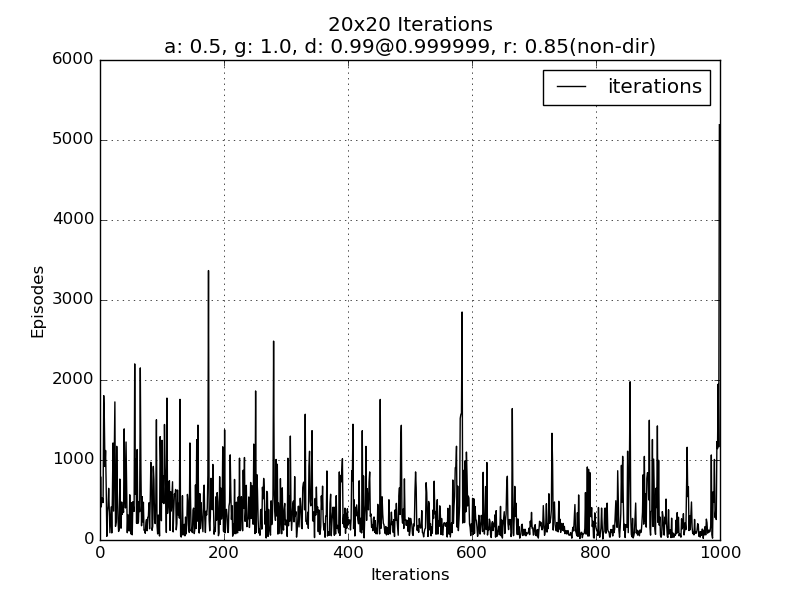 20x20 Iterations
a: 0.5, g: 1.0, d: 0.99@0.999999, r: 0.85(non-dir)
iterations
6000
5000
4000
3000
2000
1000
0
Episodes
0 200 400 600 800 1000
Iterations